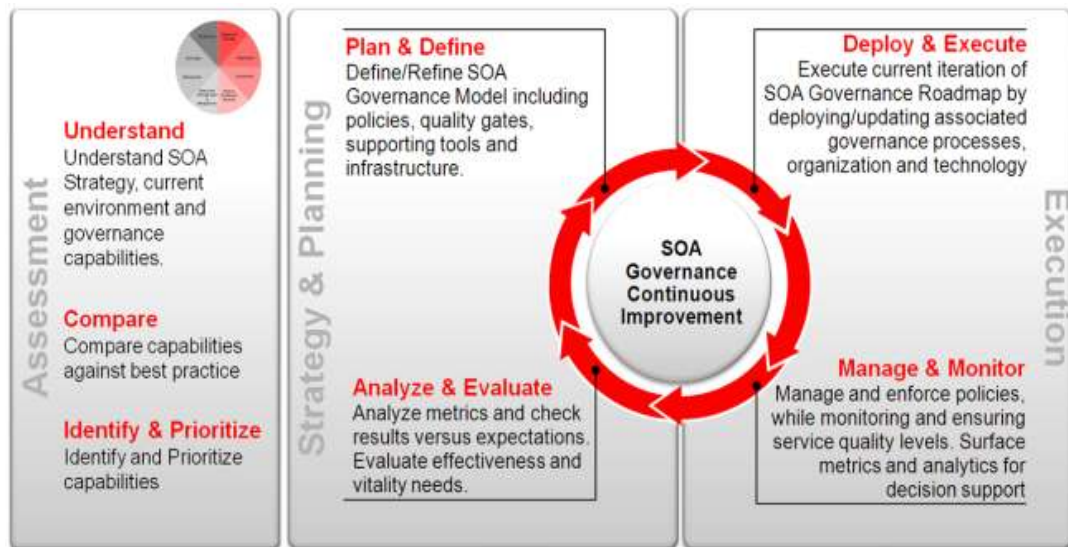 Assessment
Understand
Understand SOA
Strategy, current
environment and
governance
capabilities.
Compare
Compare capabilities
against best practice
Identify & Prioritize
Identify and Prioritize
capabilities
Strategy & Planning
Plan & Define
Define/Refine SOA
Governance Model including
policies, quality gates,
supporting tools and
infrastructure.
Analyze & Evaluate
Analyze metrics and check
results versus expectations.
Evaluate effectiveness and
vitality needs.
SOA
Governance
Continuous
Improvement
Deploy & Execute
Execute current iteration of
SOA Governance Roadmap by
deploying/updating associated
governance processes,
organization and technology
Manage & Monitor
Manage and enforce policies,
while monitoring and ensuring
service quality levels. Surface
metrics and analytics for
decision support
Execution